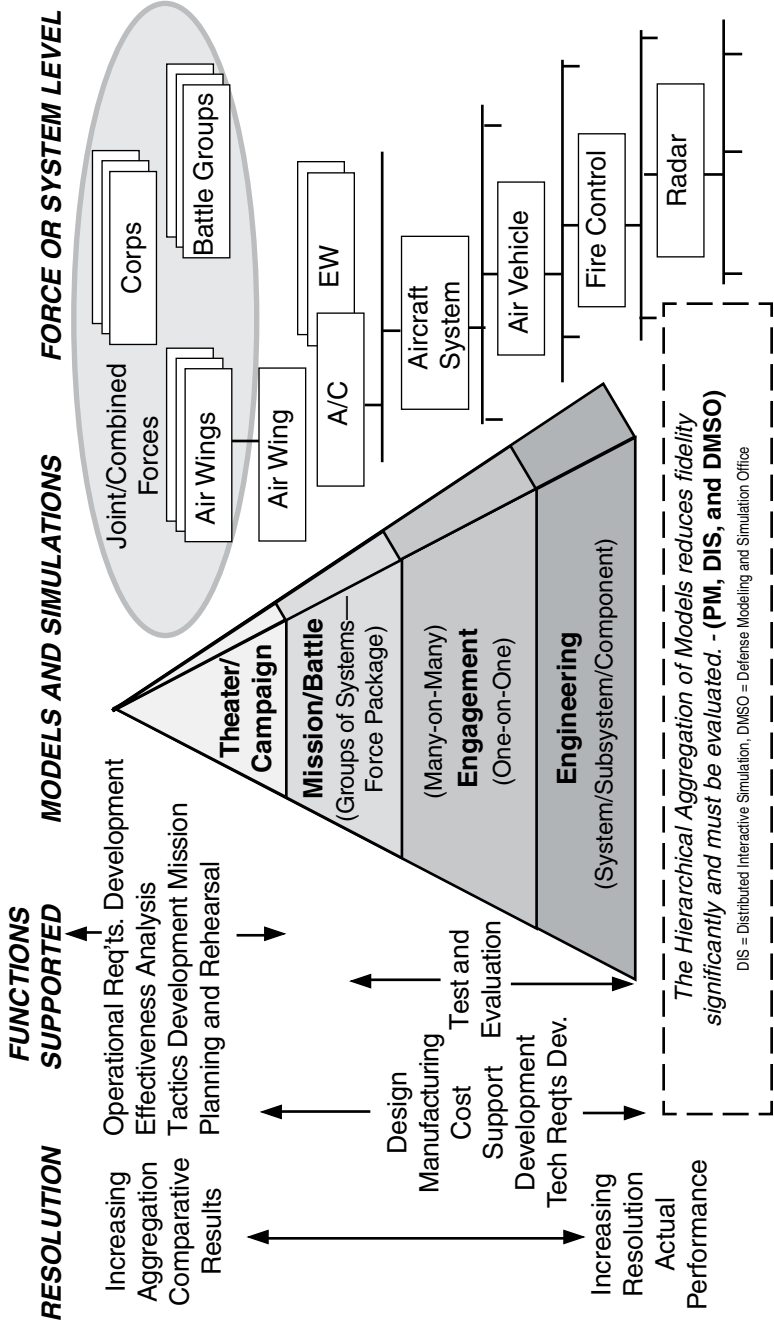 RESOLUTION
Increasing
Aggregation
Comparative
Results
Increasing
Resolution
Actual
Performance
FUNCTIONS
SUPPORTED
Operational Req'ts. Development
Effectiveness Analysis
Tactics Development Mission
Planning and Rehearsal
Design
Manufacturing
Cost
Support
Development
Tech Reqts Dev.
Test and
Evaluation
MODELS AND SIMULATIONS
Theater/
Campaign
Mission/Battle
(Groups of Systems—
Force Package)
(Many-on-Many)
Engagement
(One-on-One)
Engineering
(System/Subsystem/Component)
FORCE OR SYSTEM LEVEL
Joint/Combined
Forces
Corps
Battle Groups
Air Wings
Air Wing
A/C
EW
Aircraft
System
Air Vehicle
Fire Control
Radar
The Hierarchical Aggregation of Models reduces fidelity
significantly and must be evaluated. - (PM, DIS, and DMSO)
DIS = Distributed Interactive Simulation, DMSO = Defense Modeling and Simulation Office